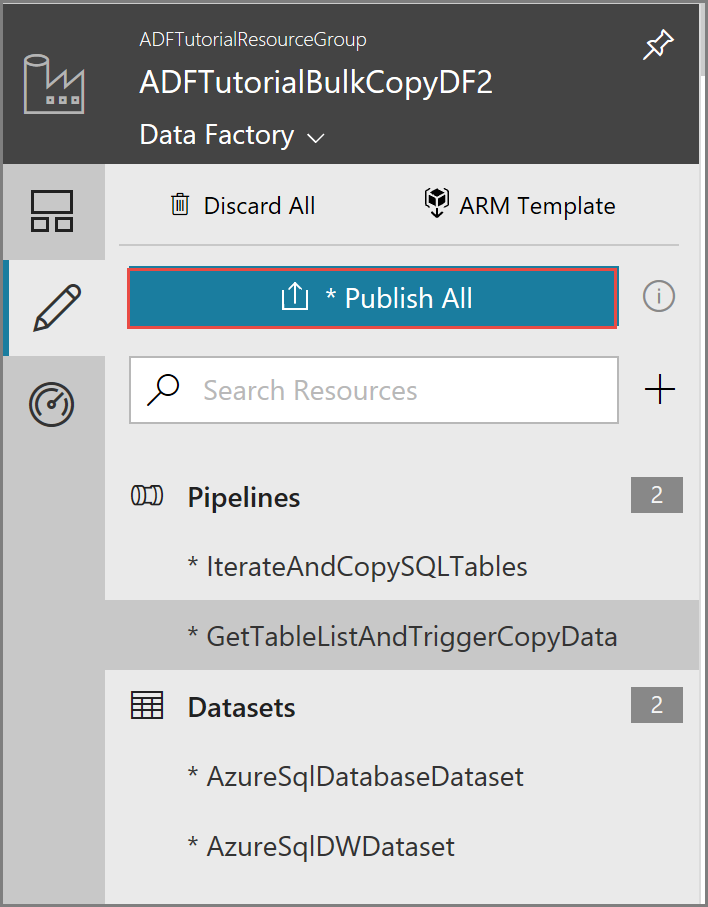 ADFTutorialResourceGroup
ADFTutorialBulkCopyDF2
Data Factory
Discard All
ARM Template
* Publish All
Search Resources
Pipelines 2
* IterateAndCopySQLTables
* GetTableListAndTriggerCopyData
Datasets 2
* AzureSqlDatabaseDataset
* AzureSqlDWDataset